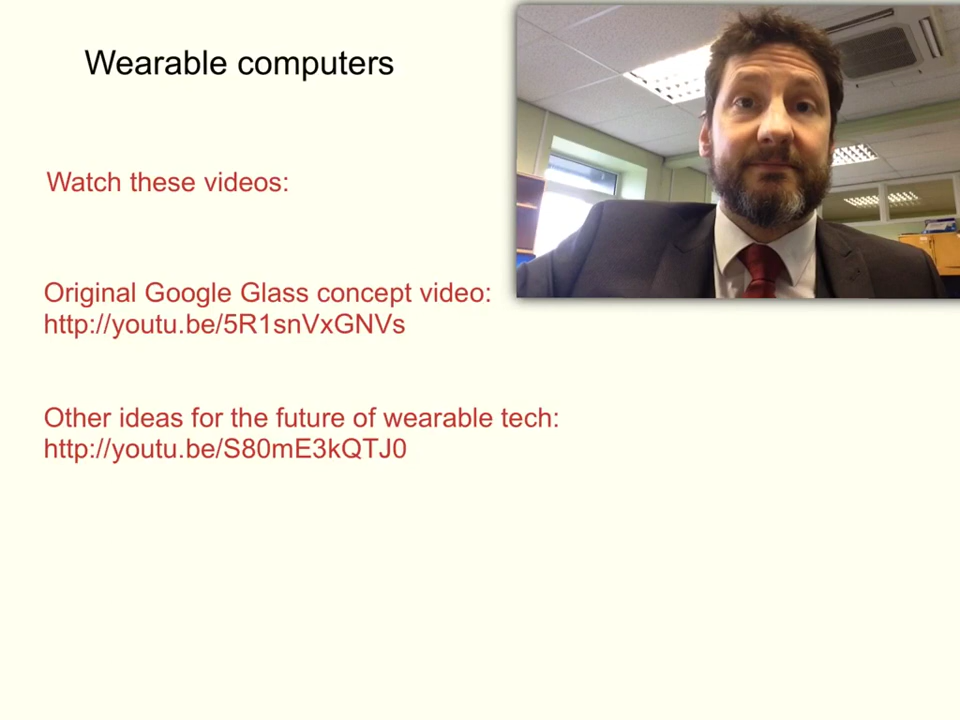 Wearable computers
Watch these videos:
Original Google Glass concept video:
http://youtu.be/5R1snVxGNVs
Other ideas for the future of wearable tech:
http://youtu.be/S80mE3kQTJ0